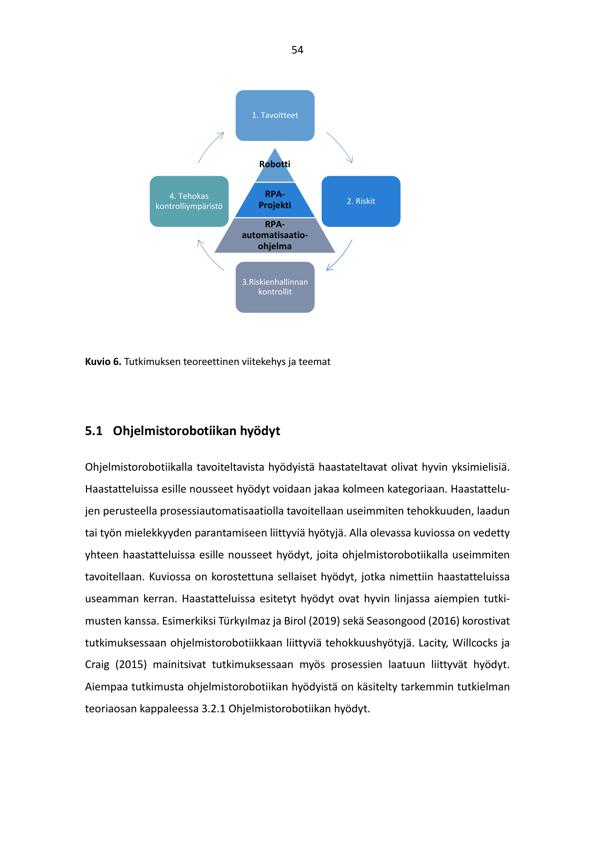 54
1. Tavoitteet
Robotti
4. Tehokas
kontrolliympäristö
RPA-
Projekti
2. Riskit
RPA-
automatisaatio-
ohjelma
3.Riskienhallinnan
kontrollit
Kuvio 6. Tutkimuksen teoreettinen viitekehys ja teemat
5.1 Ohjelmistorobotiikan hyödyt
Ohjelmistorobotiikalla tavoiteltavista hyödyistä haastateltavat olivat hyvin yksimielisiä.
Haastatteluissa esille nousseet hyödyt voidaan jakaa kolmeen kategoriaan. Haastattelu-
jen perusteella prosessiautomatisaatiolla tavoitellaan useimmiten tehokkuuden, laadun
tai työn mielekkyyden parantamiseen liittyviä hyötyjä. Alla olevassa kuviossa on vedetty
yhteen haastatteluissa esille nousseet hyödyt, joita ohjelmistorobotiikalla useimmiten
tavoitellaan. Kuviossa on korostettuna sellaiset hyödyt, jotka nimettiin haastatteluissa
useamman kerran. Haastatteluissa esitetyt hyödyt ovat hyvin linjassa aiempien tutki-
musten kanssa. Esimerkiksi Türkyılmaz ja Birol (2019) sekä Seasongood (2016) korostivat
tutkimuksessaan ohjelmistorobotiikkaan liittyviä tehokkuushyötyjä. Lacity, Willcocks ja
Craig (2015) mainitsivat tutkimuksessaan myös prosessien laatuun liittyvät hyödyt.
Aiempaa tutkimusta ohjelmistorobotiikan hyödyistä on käsitelty tarkemmin tutkielman
teoriaosan kappaleessa 3.2.1 Ohjelmistorobotiikan hyödyt.